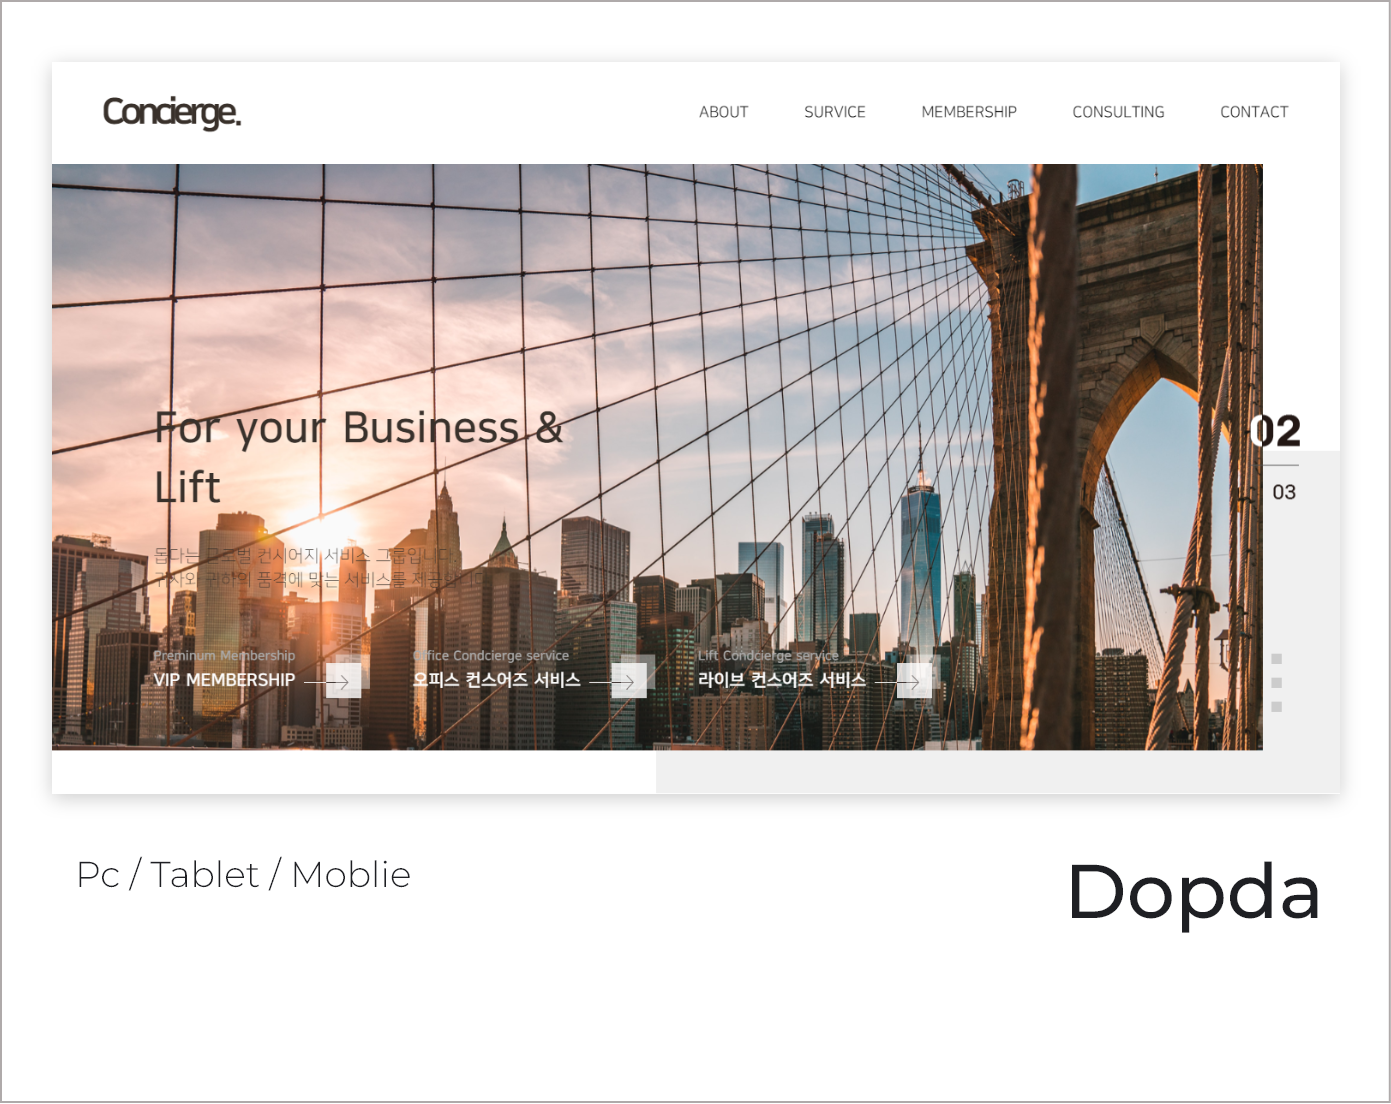 Concierge.
ABOUT SURVICE MEMBERSHIP CONSULTING CONTACT
For your Business &
Lift
02
03
돕다는 글로벌 컨시어지 서비스 그룹입니다.
귀사와 귀하의 품격에 맞는 서비스를 제공합니다.
Preminum Membership
VIP MEMBERSHIP
Office Condcierge service
오피스 컨스어즈 서비스
Lift Condcierge service
라이브 컨스어즈 서비스
Pc / Tablet / Moblie
Dopda